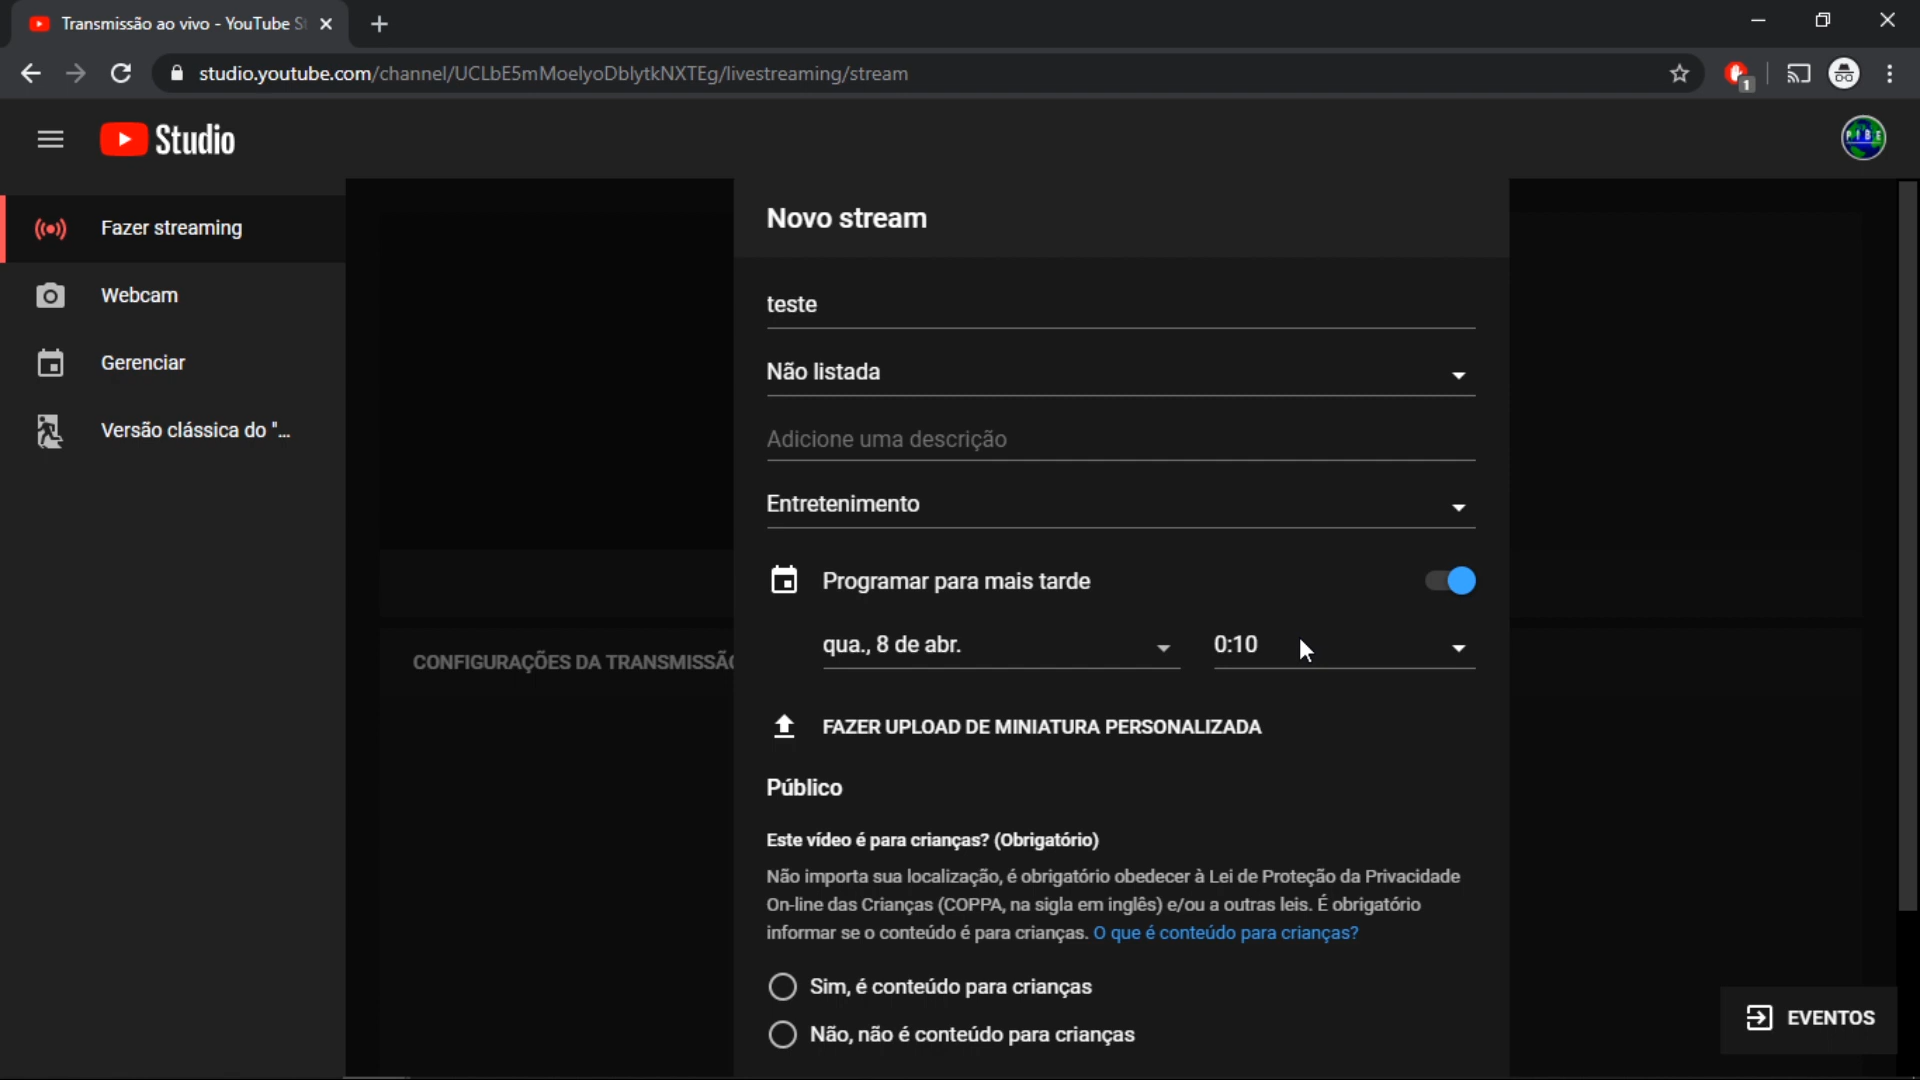 Transmissão ao vivo - YouTube S
studio.youtube.com/channel/UCLbE5mMoelyoDblytkNXTEg/livestreaming/stream
1
Studio
PIBE
Fazer streaming
Webcam
Gerenciar
Versão clássica do "...
Novo stream
teste
Não listada
Adicione uma descrição
Entretenimento
Programar para mais tarde
qua., 8 de abr.
0:10
CONFIGURAÇÕES DA TRANSMISSÃO
FAZER UPLOAD DE MINIATURA PERSONALIZADA
Público
Este vídeo é para crianças? (Obrigatório)
Não importa sua localização, é obrigatório obedecer à Lei de Proteção da Privacidade
On-line das Crianças (COPPA, na sigla em inglês) e/ou a outras leis. É obrigatório
informar se o conteúdo é para crianças. O que é conteúdo para crianças?
Sim, é conteúdo para crianças
Não, não é conteúdo para crianças
EVENTOS